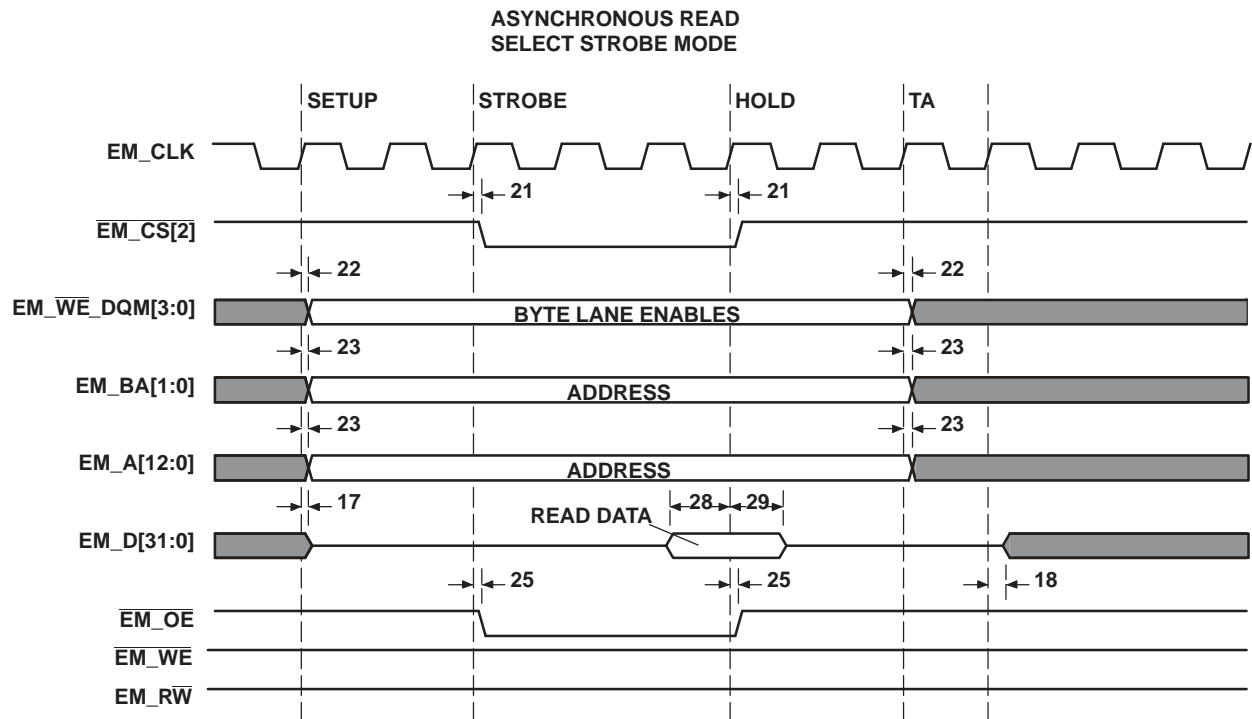 ASYNCHRONOUS READ
SELECT STROBE MODE
SETUP STROBE HOLD TA
EM_CLK
21 21
EM_CS[2]
22 22
EM_WE_DQM[3:0] BYTE LANE ENABLES
23 23
EM_BA[1:0] ADDRESS
23 23
EM_A[12:0] ADDRESS
17 28 29
READ DATA
EM_D[31:0]
25 25 18
EM_OE
EM_WE
EM_RW